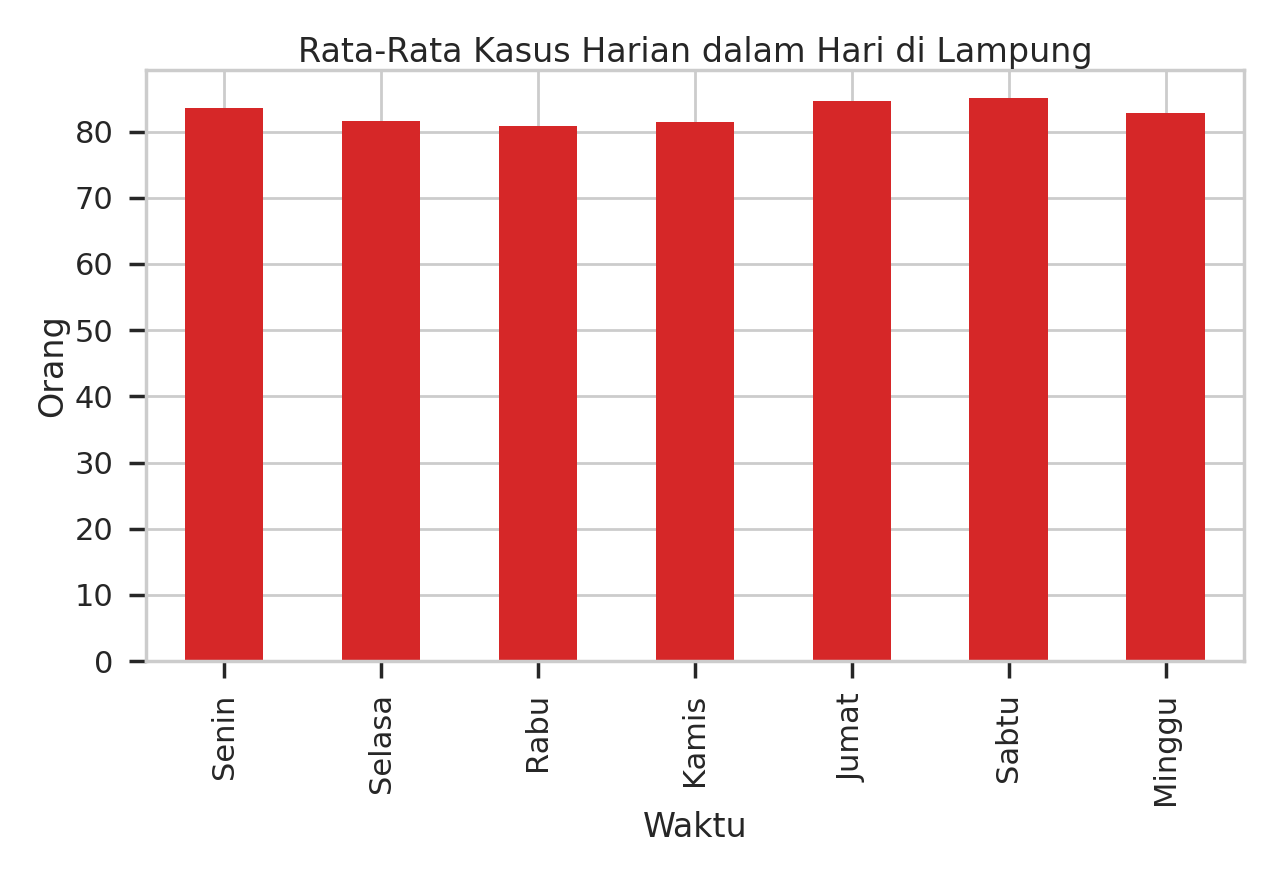 Rata-Rata Kasus Harian dalam Hari di Lampung
Orang
80
70
60
50
40
30
20
10
0
Senin
Selasa
Rabu
Kamis
Jumat
Sabtu
Minggu
Waktu